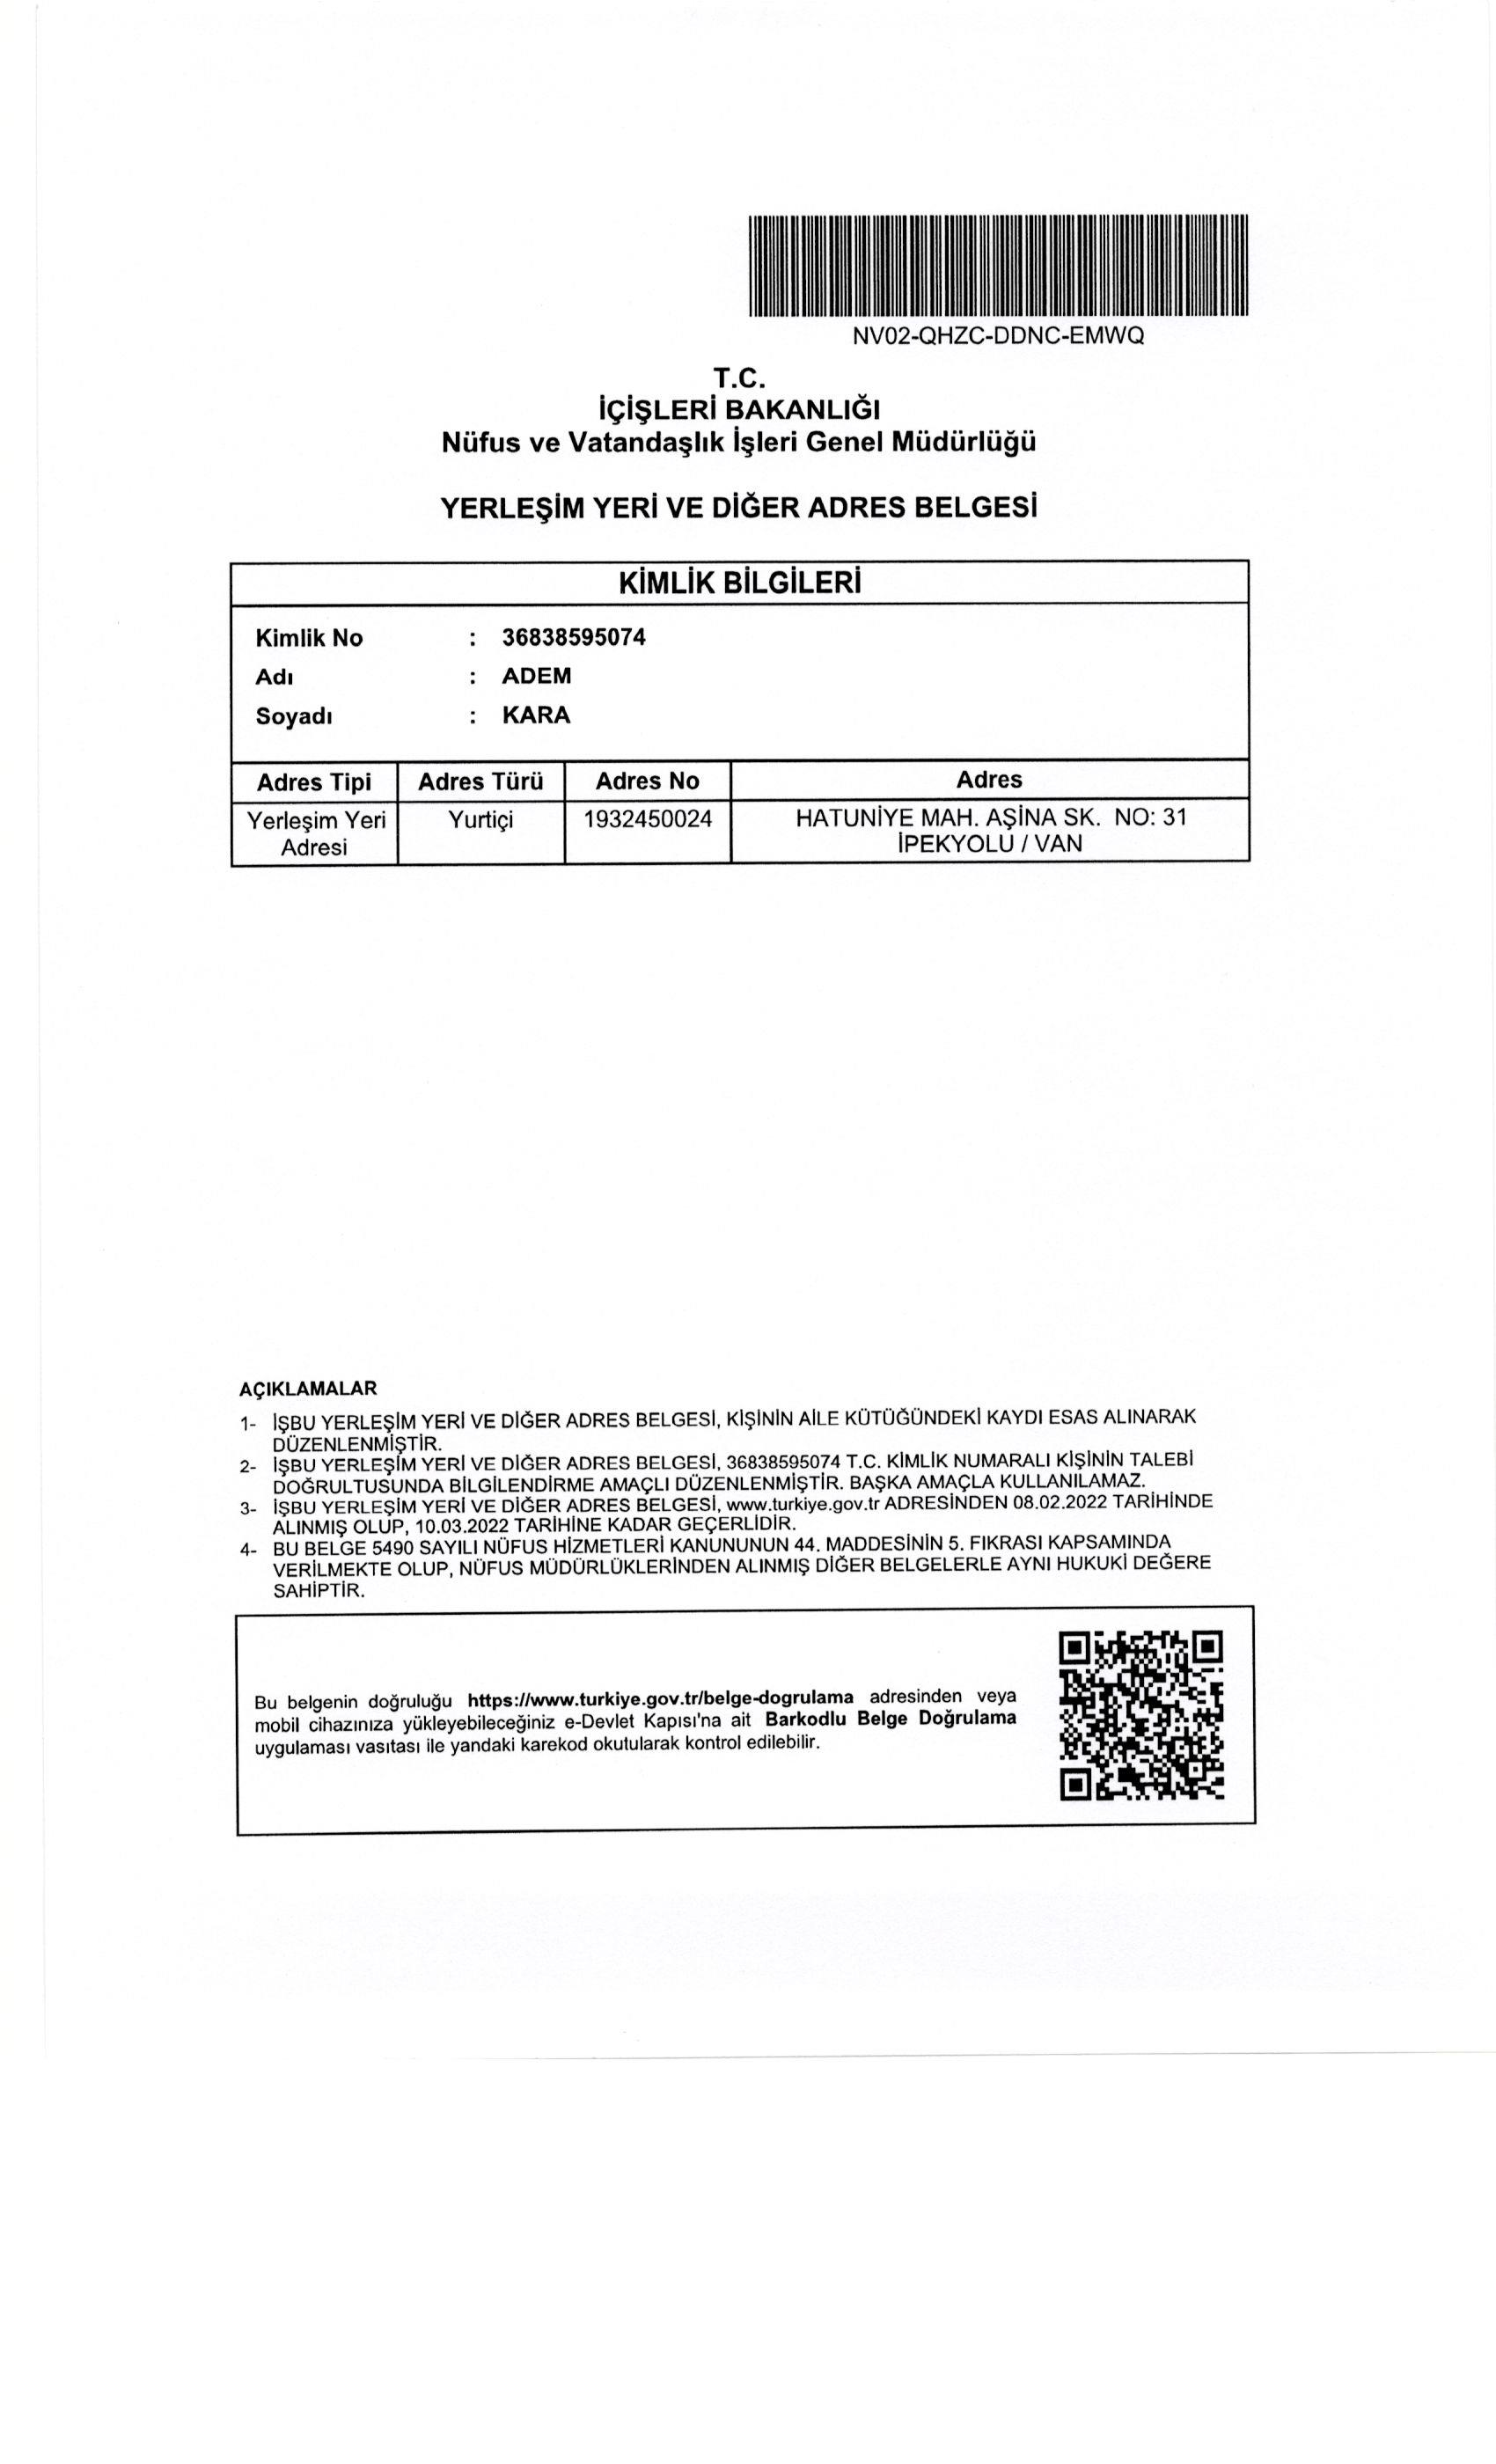 NV02-QHZC-DDNC-EMWQ
T.C.
İÇİŞLERİ BAKANLIĞI
Nüfus ve Vatandaşlık İşleri Genel Müdürlüğü
YERLEŞİM YERİ VE DİĞER ADRES BELGESİ
KİMLİK BİLGİLERİ
Kimlik No : 36838595074
Adı : ADEM
Soyadı : KARA
Adres Tipi Adres Türü Adres No Adres
Yerleşim Yeri Yurtiçi 1932450024 HATUNİYE MAH. AŞİNA SK. NO: 31
Adresi İPEKYOLU / VAN
AÇIKLAMALAR
1- İŞBU YERLEŞİM YERİ VE DİĞER ADRES BELGESİ, KİŞİNİN AİLE KÜTÜĞÜNDEKİ KAYDI ESAS ALINARAK
DÜZENLENMİŞTİR.
2- İŞBU YERLEŞİM YERİ VE DİĞER ADRES BELGESİ, 36838595074 T.C. KİMLİK NUMARALI KİŞİNİN TALEBİ
DOĞRULTUSUNDA BİLGİLENDİRME AMAÇLI DÜZENLENMİŞTİR. BAŞKA AMAÇLA KULLANILAMAZ.
3- İŞBU YERLEŞİM YERİ VE DİĞER ADRES BELGESİ, www.turkiye.gov.tr ADRESİNDEN 08.02.2022 TARİHİNDE
ALINMIŞ OLUP, 10.03.2022 TARİHİNE KADAR GEÇERLİDİR.
4- BU BELGE 5490 SAYILI NÜFUS HİZMETLERİ KANUNUNUN 44. MADDESİNİN 5. FIKRASI KAPSAMINDA
VERİLMEKTE OLUP, NÜFUS MÜDÜRLÜKLERİNDEN ALINMIŞ DİĞER BELGELERLE AYNI HUKUKİ DEĞERE
SAHİPTİR.
Bu belgenin doğruluğu https://www.turkiye.gov.tr/belge-dogrulama adresinden veya
mobil cihazınıza yükleyebileceğiniz e-Devlet Kapısı'na ait Barkodlu Belge Doğrulama
uygulaması vasıtası ile yandaki karekod okutularak kontrol edilebilir.